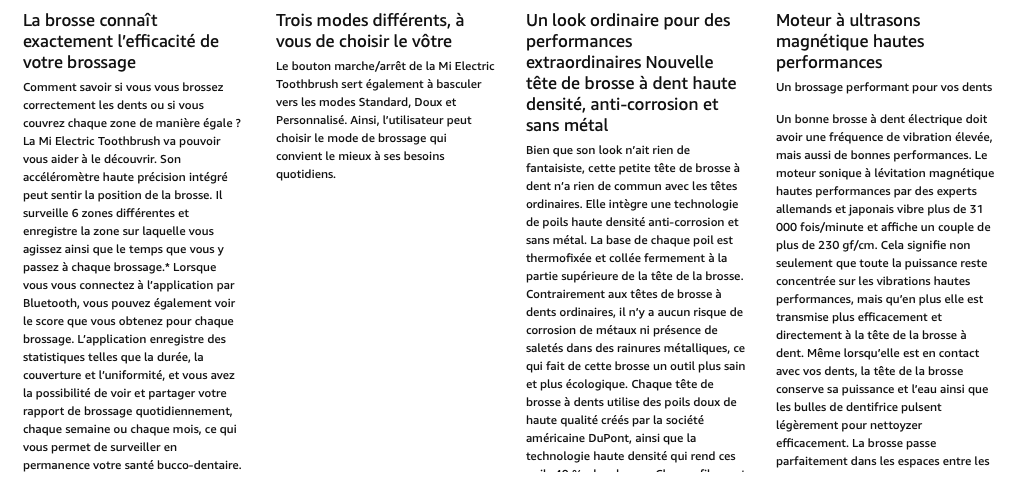 La brosse connaît
exactement l'efficacité de
votre brossage
Comment savoir si vous vous brossez
correctement les dents ou si vous
couvrez chaque zone de manière égale ?
La Mi Electric Toothbrush va pouvoir
vous aider à le découvrir. Son
accéléromètre haute précision intégré
peut sentir la position de la brosse. Il
surveille 6 zones différentes et
enregistre la zone sur laquelle vous
agissez ainsi que le temps que vous y
passez à chaque brossage.* Lorsque
vous vous connectez à l'application par
Bluetooth, vous pouvez également voir
le score que vous obtenez pour chaque
brossage. L'application enregistre des
statistiques telles que la durée, la
couverture et l'uniformité, et vous avez
la possibilité de voir et partager votre
rapport de brossage quotidiennement,
chaque semaine ou chaque mois, ce qui
vous permet de surveiller en
permanence votre santé bucco-dentaire.
Trois modes différents, à
vous de choisir le vôtre
Le bouton marche/arrêt de la Mi Electric
Toothbrush sert également à basculer
vers les modes Standard, Doux et
Personnalisé. Ainsi, l'utilisateur peut
choisir le mode de brossage qui
convient le mieux à ses besoins
quotidiens.
Un look ordinaire pour des
performances
extraordinaires Nouvelle
tête de brosse à dent haute
densité, anti-corrosion et
sans métal
Bien que son look n'ait rien de
fantaisiste, cette petite tête de brosse à
dent n'a rien de commun avec les têtes
ordinaires. Elle intègre une technologie
de poils haute densité anti-corrosion et
sans métal. La base de chaque poil est
thermofixée et collée fermement à la
partie supérieure de la tête de la brosse.
Contrairement aux têtes de brosse à
dents ordinaires, il n'y a aucun risque de
corrosion de métaux ni présence de
saletés dans des rainures métalliques, ce
qui fait de cette brosse un outil plus sain
et plus écologique. Chaque tête de
brosse à dents utilise des poils doux de
haute qualité créés par la société
américaine DuPont, ainsi que la
technologie haute densité qui rend ces
Moteur à ultrasons
magnétique hautes
performances
Un brossage performant pour vos dents
Un bonne brosse à dent électrique doit
avoir une fréquence de vibration élevée,
mais aussi de bonnes performances. Le
moteur sonique à lévitation magnétique
hautes performances par des experts
allemands et japonais vibre plus de 31
000 fois/minute et affiche un couple de
plus de 230 gf/cm. Cela signifie non
seulement que toute la puissance reste
concentrée sur les vibrations hautes
performances, mais qu'en plus elle est
transmise plus efficacement et
directement à la tête de la brosse à
dent. Même lorsqu'elle est en contact
avec vos dents, la tête de la brosse
conserve sa puissance et l'eau ainsi que
les bulles de dentifrice pulsent
légèrement pour nettoyzer
efficacement. La brosse passe
parfaitement dans les espaces entre les